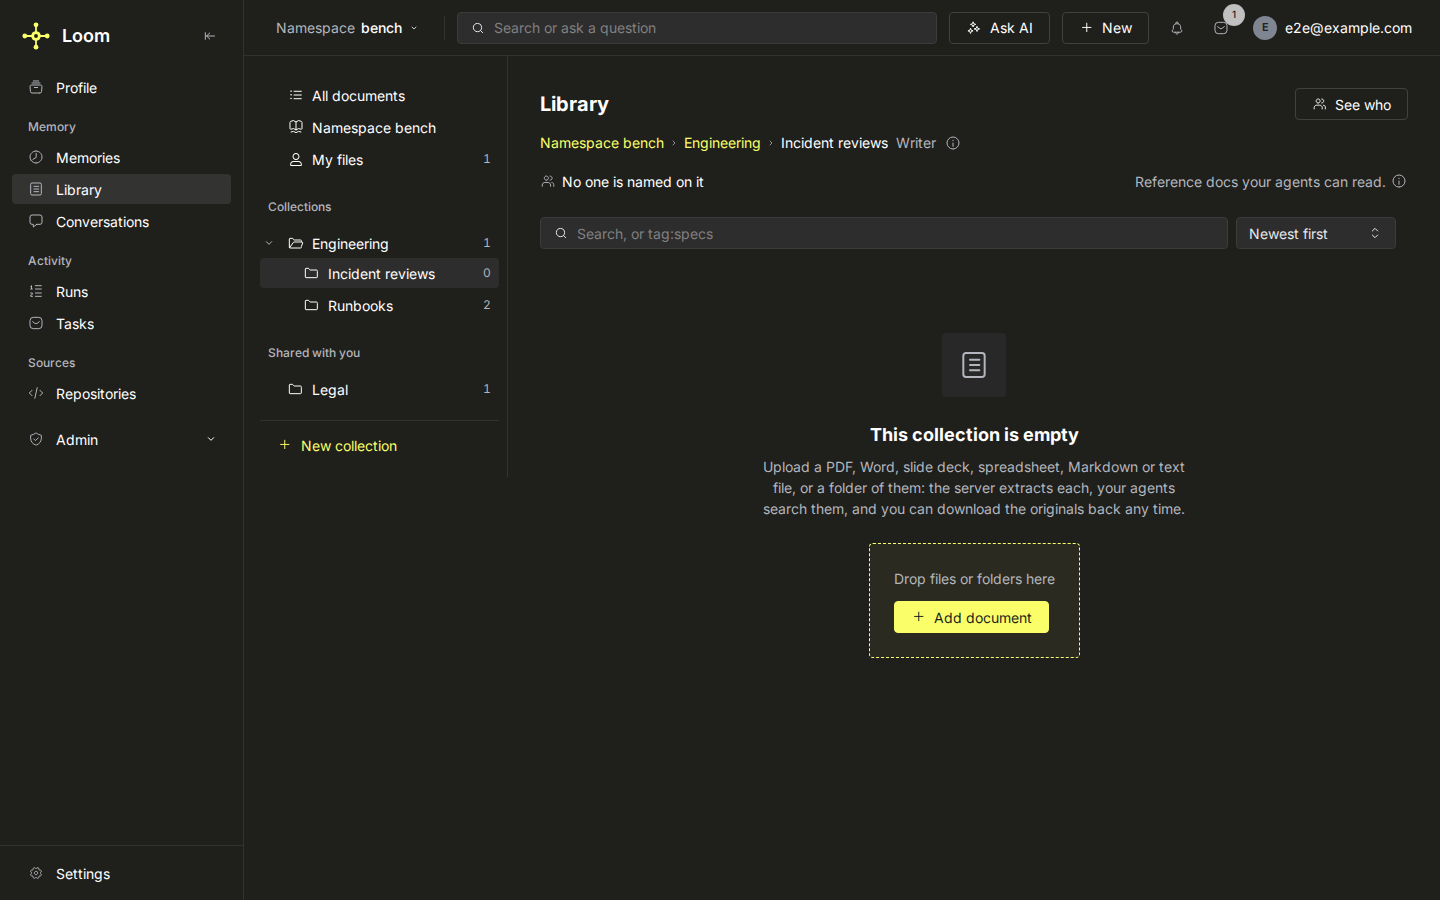 Loom
Profile
Memory
Memories
Library
Conversations
Activity
Runs
Tasks
Sources
Repositories
Admin
Settings
Namespace bench
Search or ask a question
Ask AI
New
1
E
e2e@example.com
All documents
Namespace bench
My files 1
Collections
Engineering 1
Incident reviews 0
Runbooks 2
Shared with you
Legal 1
New collection
Library
See who
Namespace bench › Engineering › Incident reviews Writer
No one is named on it
Reference docs your agents can read.
Search, or tag:specs
Newest first
This collection is empty
Upload a PDF, Word, slide deck, spreadsheet, Markdown or text
file, or a folder of them: the server extracts each, your agents
search them, and you can download the originals back any time.
Drop files or folders here
Add document